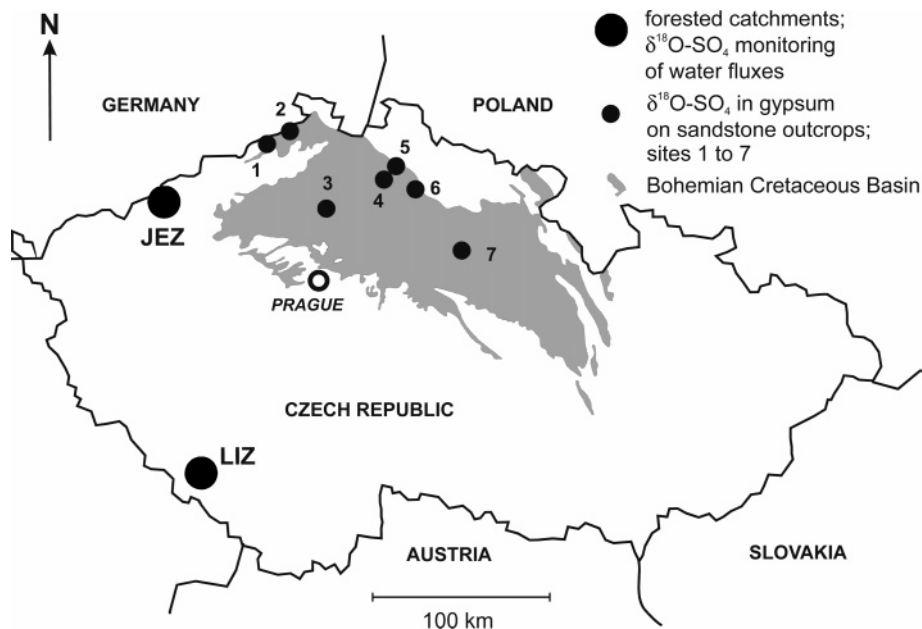 N
GERMANY
POLAND
forested catchments;
δ¹⁸O-SO₄ monitoring
of water fluxes
δ¹⁸O-SO₄ in gypsum
on sandstone outcrops;
sites 1 to 7
Bohemian Cretaceous Basin
2
1
5
3
4
6
JEZ
7
PRAGUE
CZECH REPUBLIC
LIZ
AUSTRIA
SLOVAKIA
100 km